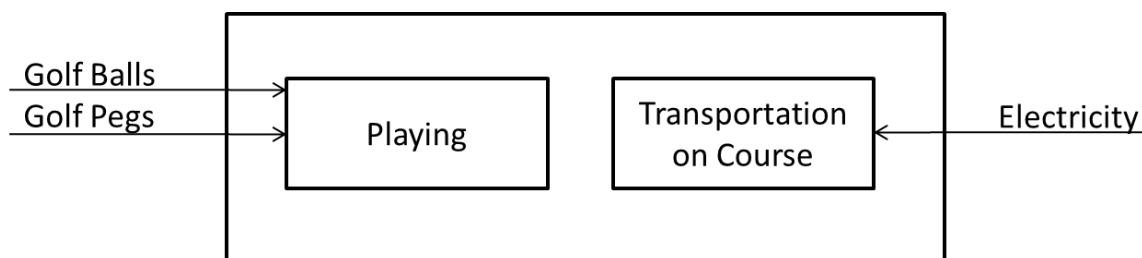 Golf Balls
Golf Pegs
Playing
Transportation
on Course
Electricity